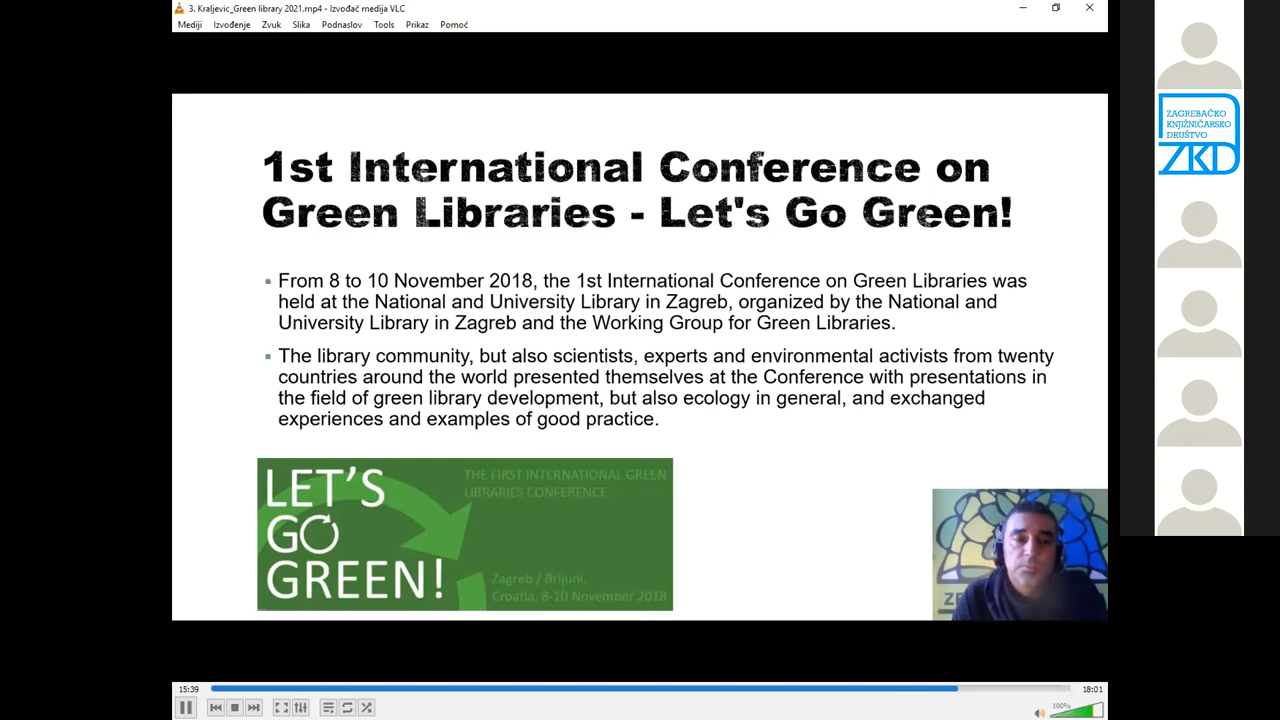 3. Kraljevic_Green library 2021.mp4 - Izvođač medija VLC
Mediji Izvođenje Zvuk Slika Podnaslov Tools Prikaz Pomoć
1st International Conference on
Green Libraries - Let's Go Green!
From 8 to 10 November 2018, the 1st International Conference on Green Libraries was
held at the National and University Library in Zagreb, organized by the National and
University Library in Zagreb and the Working Group for Green Libraries.
The library community, but also scientists, experts and environmental activists from twenty
countries around the world presented themselves at the Conference with presentations in
the field of green library development, but also ecology in general, and exchanged
experiences and examples of good practice.
LET'S
GO
GREEN!
THE FIRST INTERNATIONAL GREEN
LIBRARIES CONFERENCE
Zagreb / Brijuni,
Croatia, 8-10 November 2018
ZAGREBAČKO
KNJIŽNIČARSKO
DRUŠTVO
ZKD
15:39
18:01
100%